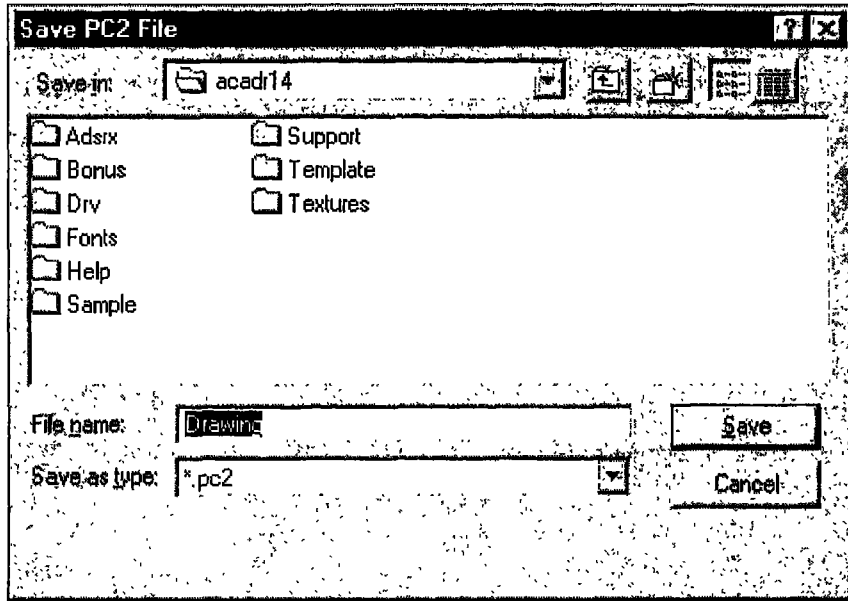 Save PC2 File
Save in: acadr14
Adsrx Support
Bonus Template
Drv Textures
Fonts
Help
Sample
File name: Drawing Save
Save as type: *.pc2 Cancel